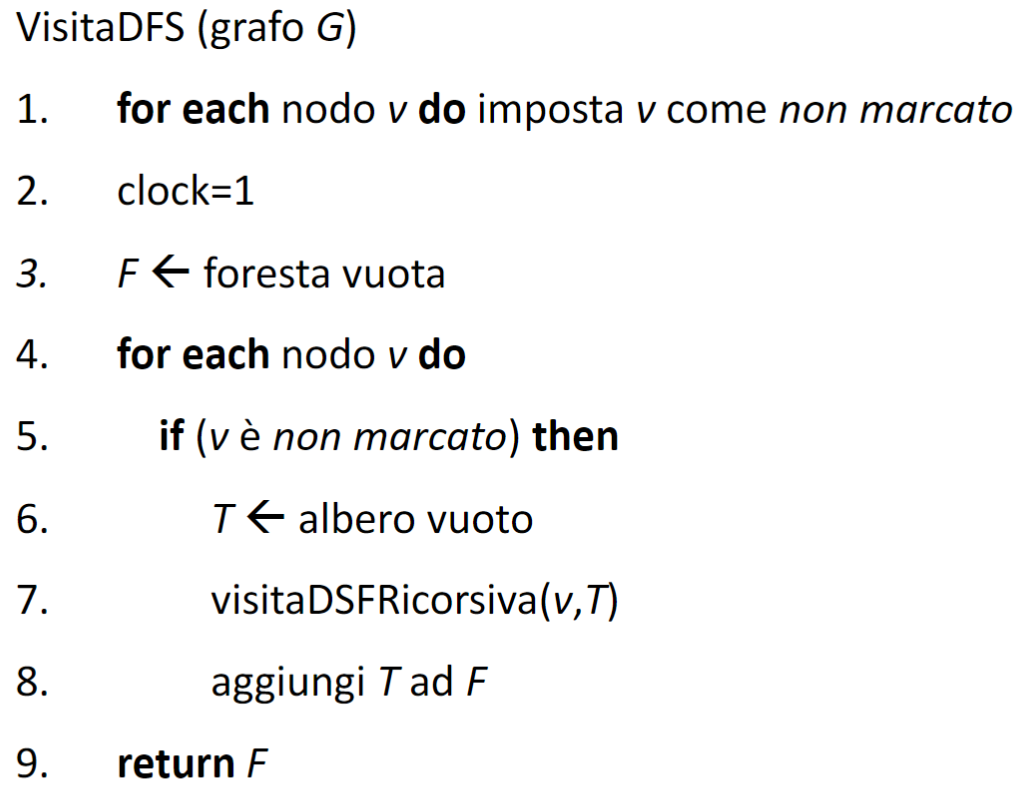 VisitaDFS (grafo G)
1. for each nodo v do imposta v come non marcato
2. clock=1
3. F ← foresta vuota
4. for each nodo v do
5. if (v è non marcato) then
6. T ← albero vuoto
7. visitaDSFRicorsiva(v,T)
8. aggiungi T ad F
9. return F